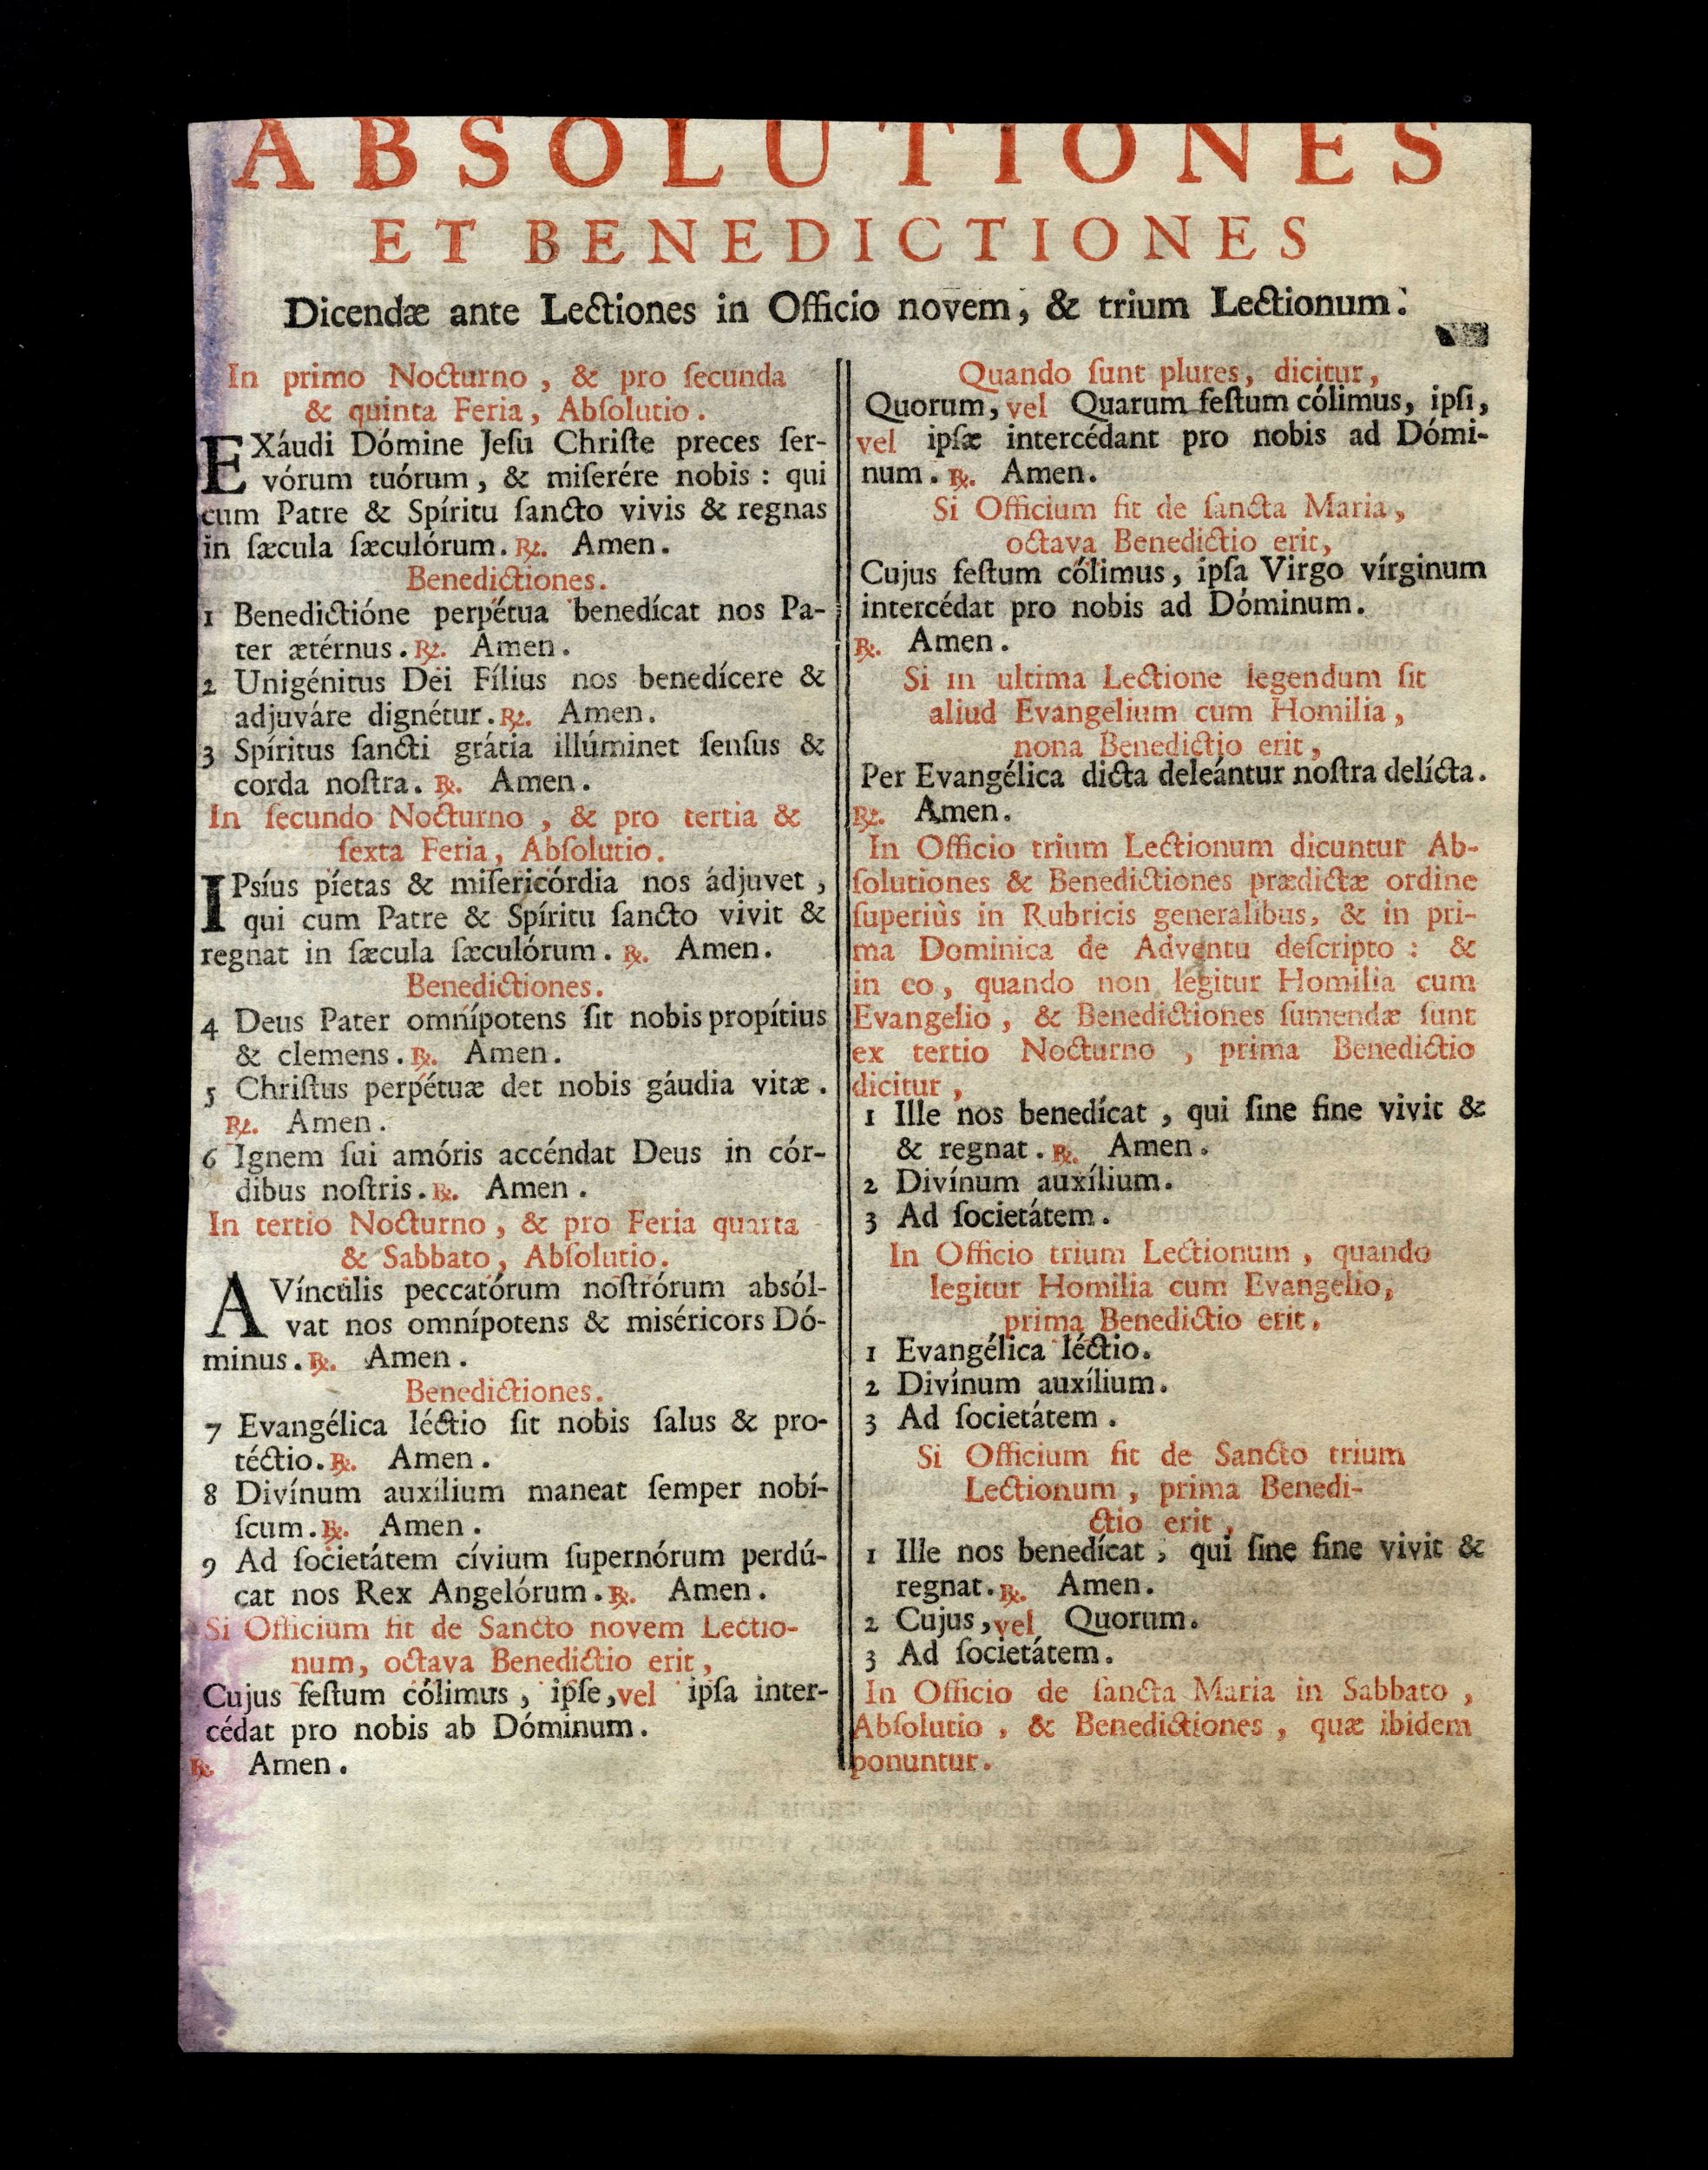 ABSOLUTIONES
ET BENEDICTIONES
Dicendæ ante Lectiones in Officio novem, & trium Lectionum.
In primo Nocturno, & pro ſecunda
& quinta Feria, Abſolutio.
EXáudi Dómine Jeſu Chriſte preces ſer-
vórum tuórum, & miſerére nobis : qui
cum Patre & Spíritu ſancto vivis & regnas
in ſæcula ſæculórum. ℟. Amen.
Benedictiones.
1 Benedictióne perpétua benedícat nos Pa-
ter ætérnus. ℟. Amen.
2 Unigénitus Dei Fílius nos benedícere &
adjuváre dignétur. ℟. Amen.
3 Spíritus ſancti grátia illúminet ſenſus &
corda noſtra. ℟. Amen.
In ſecundo Nocturno, & pro tertia &
ſexta Feria, Abſolutio.
IPsíus píetas & miſericórdia nos ádjuvet,
qui cum Patre & Spíritu ſancto vivit &
regnat in ſæcula ſæculórum. ℟. Amen.
Benedictiones.
4 Deus Pater omnípotens ſit nobis propítius
& clemens. ℟. Amen.
5 Chriſtus perpétuæ det nobis gáudia vitæ.
℟. Amen.
6 Ignem ſui amóris accéndat Deus in cór-
dibus noſtris. ℟. Amen.
In tertio Nocturno, & pro Feria quarta
& Sabbato, Abſolutio.
A Vínculis peccatórum noſtrórum absól-
vat nos omnípotens & miséricors Dó-
minus. ℟. Amen.
Benedictiones.
7 Evangélica léctio ſit nobis ſalus & pro-
téctio. ℟. Amen.
8 Divínum auxílium maneat ſemper nobí-
ſcum. ℟. Amen.
9 Ad ſocietátem cívium ſupernórum perdú-
cat nos Rex Angelórum. ℟. Amen.
Si Officium fit de Sancto novem Lectio-
num, octava Benedictio erit,
Cujus feſtum cólimus, ipſe, vel ipſa inter-
cédat pro nobis ab Dóminum.
℟. Amen.
Quando ſunt plures, dicitur,
Quorum, vel Quarum feſtum cólimus, ipſi,
vel ipſæ intercédant pro nobis ad Dómi-
num. ℟. Amen.
Si Officium fit de ſancta Maria,
octava Benedictio erit,
Cujus feſtum cólimus, ipſa Virgo vírginum
intercédat pro nobis ad Dóminum.
℟. Amen.
Si in ultima Lectione legendum ſit
aliud Evangelium cum Homilia,
nona Benedictio erit,
Per Evangélica dicta deleántur noſtra delícta.
℟. Amen.
In Officio trium Lectionum dicuntur Ab-
ſolutiones & Benedictiones prædictæ ordine
ſuperiùs in Rubricis generalibus, & in pri-
ma Dominica de Adventu deſcripto : &
in eo, quando non legitur Homilia cum
Evangelio, & Benedictiones ſumendæ ſunt
ex tertio Nocturno, prima Benedictio
dicitur,
1 Ille nos benedícat, qui ſine fine vivit &
& regnat. ℟. Amen.
2 Divínum auxílium.
3 Ad ſocietátem.
In Officio trium Lectionum, quando
legitur Homilia cum Evangelio,
prima Benedictio erit.
1 Evangélica léctio.
2 Divínum auxílium.
3 Ad ſocietátem.
Si Officium fit de Sancto trium
Lectionum, prima Benedi-
ctio erit,
1 Ille nos benedícat, qui ſine fine vivit &
regnat. ℟. Amen.
2 Cujus, vel Quorum.
3 Ad ſocietátem.
In Officio de ſancta Maria in Sabbato,
Abſolutio, & Benedictiones, quæ ibidem
ponuntur.